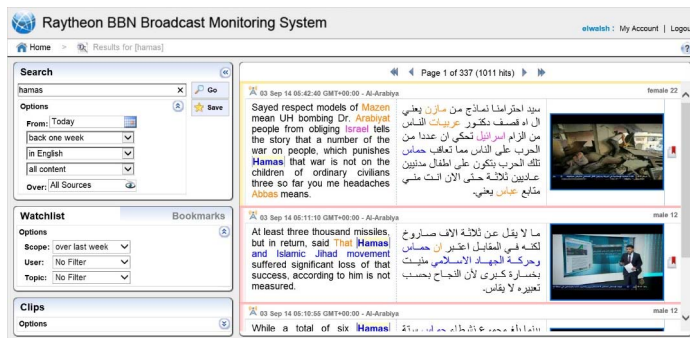 Raytheon BBN Broadcast Monitoring System
elwalsh : My Account | Logou
Home > Results for [hamas]
Search
hamas X Go
Options Save
From: Today
back one week
in English
all content
Over: All Sources
Watchlist Bookmarks
Options
Scope: over last week
User: No Filter
Topic: No Filter
Clips
Options
Page 1 of 337 (1011 hits)
03 Sep 14 05:42:40 GMT+00:00 - Al-Arabiya female 22
Sayed respect models of Mazen
mean UH bombing Dr. Arabiyat
people from obliging Israel tells
the story that a number of the
war on people, which punishes
Hamas that war is not on the
children of ordinary civilians
three so far you me headaches
Abbas means.
سيد احترامنا نماذج من مازن يعني
ال اه قصف دكتور عربيات الناس
من الزام اسرائيل تحكي ان عددا من
الحرب على الناس مما تعاقب حماس
تلك الحرب بتكون على اطفال مدنيين
عاديين ثلاثة حتى الان انت مني
متابع عباس يعني.
03 Sep 14 06:11:10 GMT+00:00 - Al-Arabiya male 12
At least three thousand missiles,
but in return, said That Hamas
and Islamic Jihad movement
suffered significant loss of that
success, according to him is not
measured.
ما لا يقل عن ثلاثة الاف صاروخ
لكنه في المقابل اعتبر ان حماس
وحركة الجهاد الاسلامي منيت
بخسارة كبرى لأن النجاح بحسب
تعبيره لا يقاس.
03 Sep 14 05:10:55 GMT+00:00 - Al-Arabiya male 12
While a total of six Hamas
بينما بلغ مجموع نشطاء حماس ستة